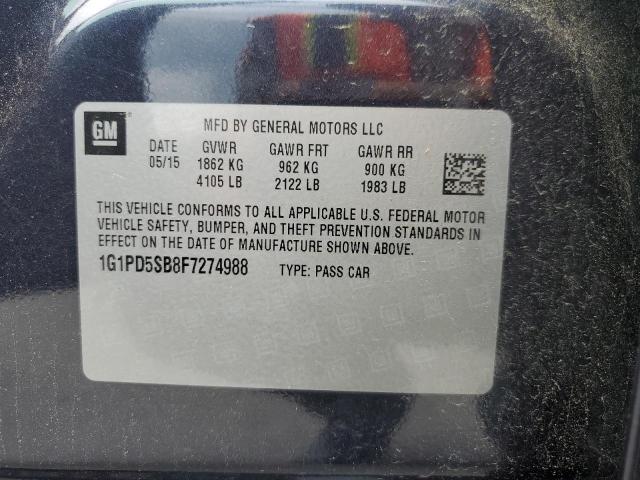 GM
MFD BY GENERAL MOTORS LLC
DATE GVWR GAWR FRT GAWR RR
05/15 1862 KG 962 KG 900 KG
4105 LB 2122 LB 1983 LB
THIS VEHICLE CONFORMS TO ALL APPLICABLE U.S. FEDERAL MOTOR
VEHICLE SAFETY, BUMPER, AND THEFT PREVENTION STANDARDS IN
EFFECT ON THE DATE OF MANUFACTURE SHOWN ABOVE.
1G1PD5SB8F7274988 TYPE: PASS CAR